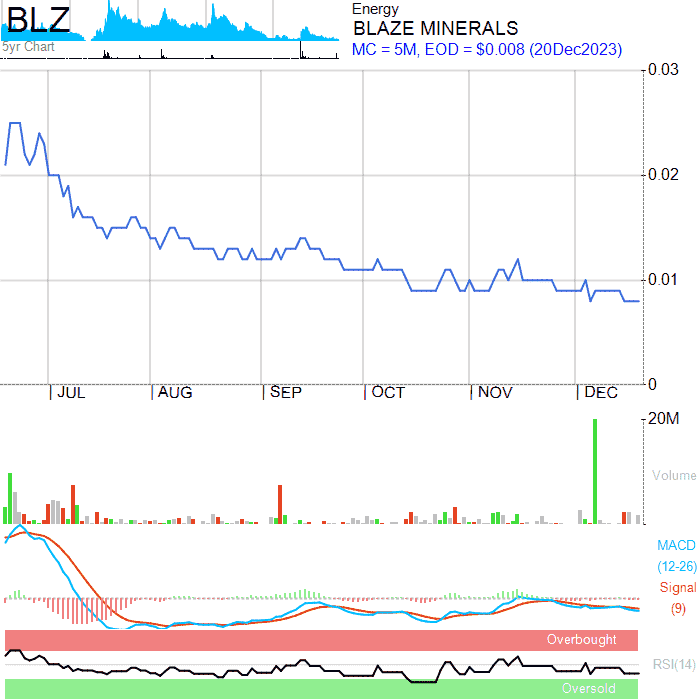 BLZ
5yr Chart
Energy
BLAZE MINERALS
MC = 5M, EOD = $0.008 (20Dec2023)
0.03
0.02
0.01
0
JUL AUG SEP OCT NOV DEC
20M
Volume
MACD
(12-26)
Signal
(9)
Overbought
RSI(14)
Oversold